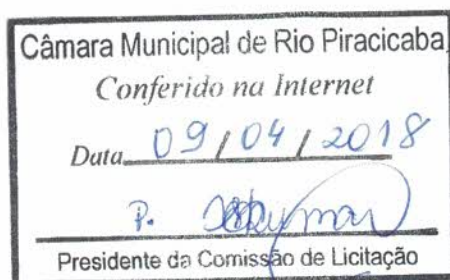 Câmara Municipal de Rio Piracicaba
Conferido na Internet
Data 09/04/2018
P.
Presidente da Comissão de Licitação